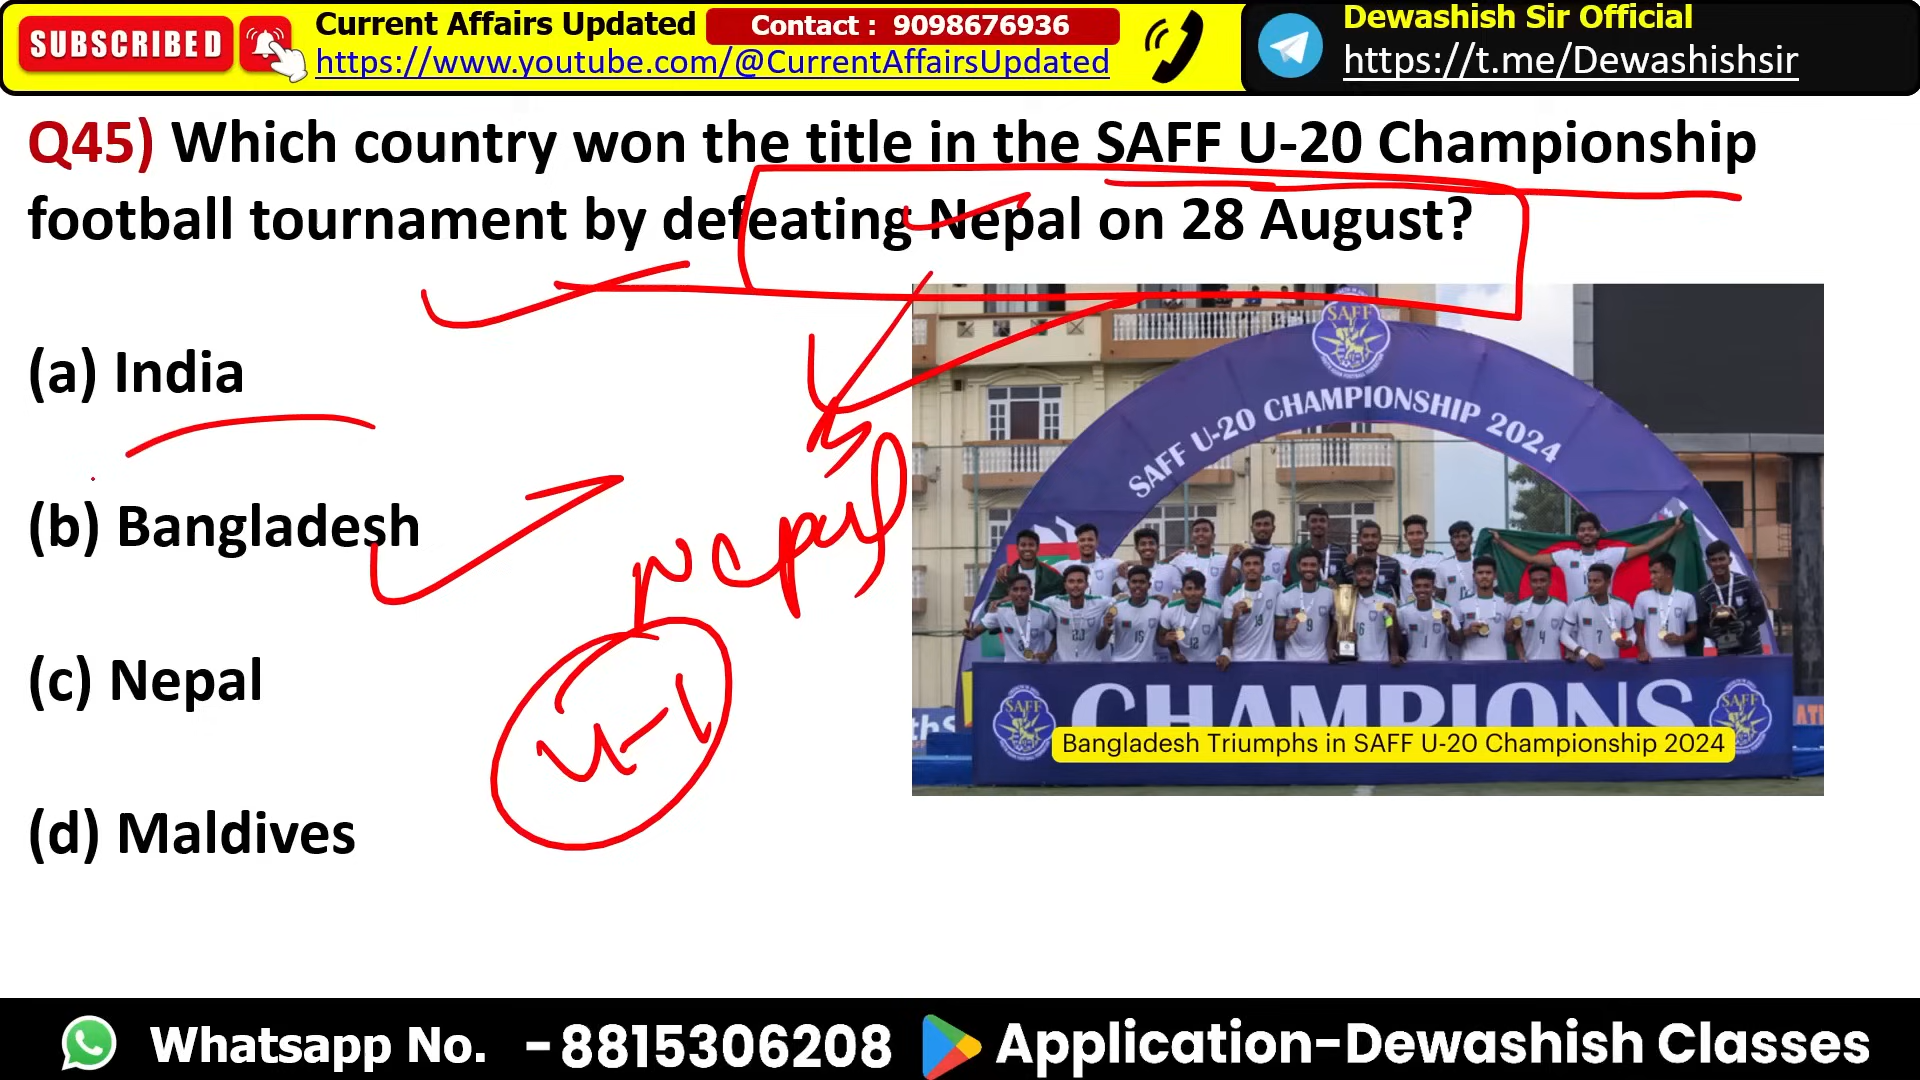 SUBSCRIBED
Current Affairs Updated
Contact : 9098676936
https://www.youtube.com/@CurrentAffairsUpdated
Dewashish Sir Official
https://t.me/Dewashishsir
Q45) Which country won the title in the SAFF U-20 Championship
football tournament by defeating Nepal on 28 August?
(a) India
(b) Bangladesh
(c) Nepal
(d) Maldives
Nepal
4-1
SAFF
SAFF U-20 CHAMPIONSHIP 2024
CHAMPIONS
SAFF
SAFF
Bangladesh Triumphs in SAFF U-20 Championship 2024
Whatsapp No. - 8815306208
Application-Dewashish Classes